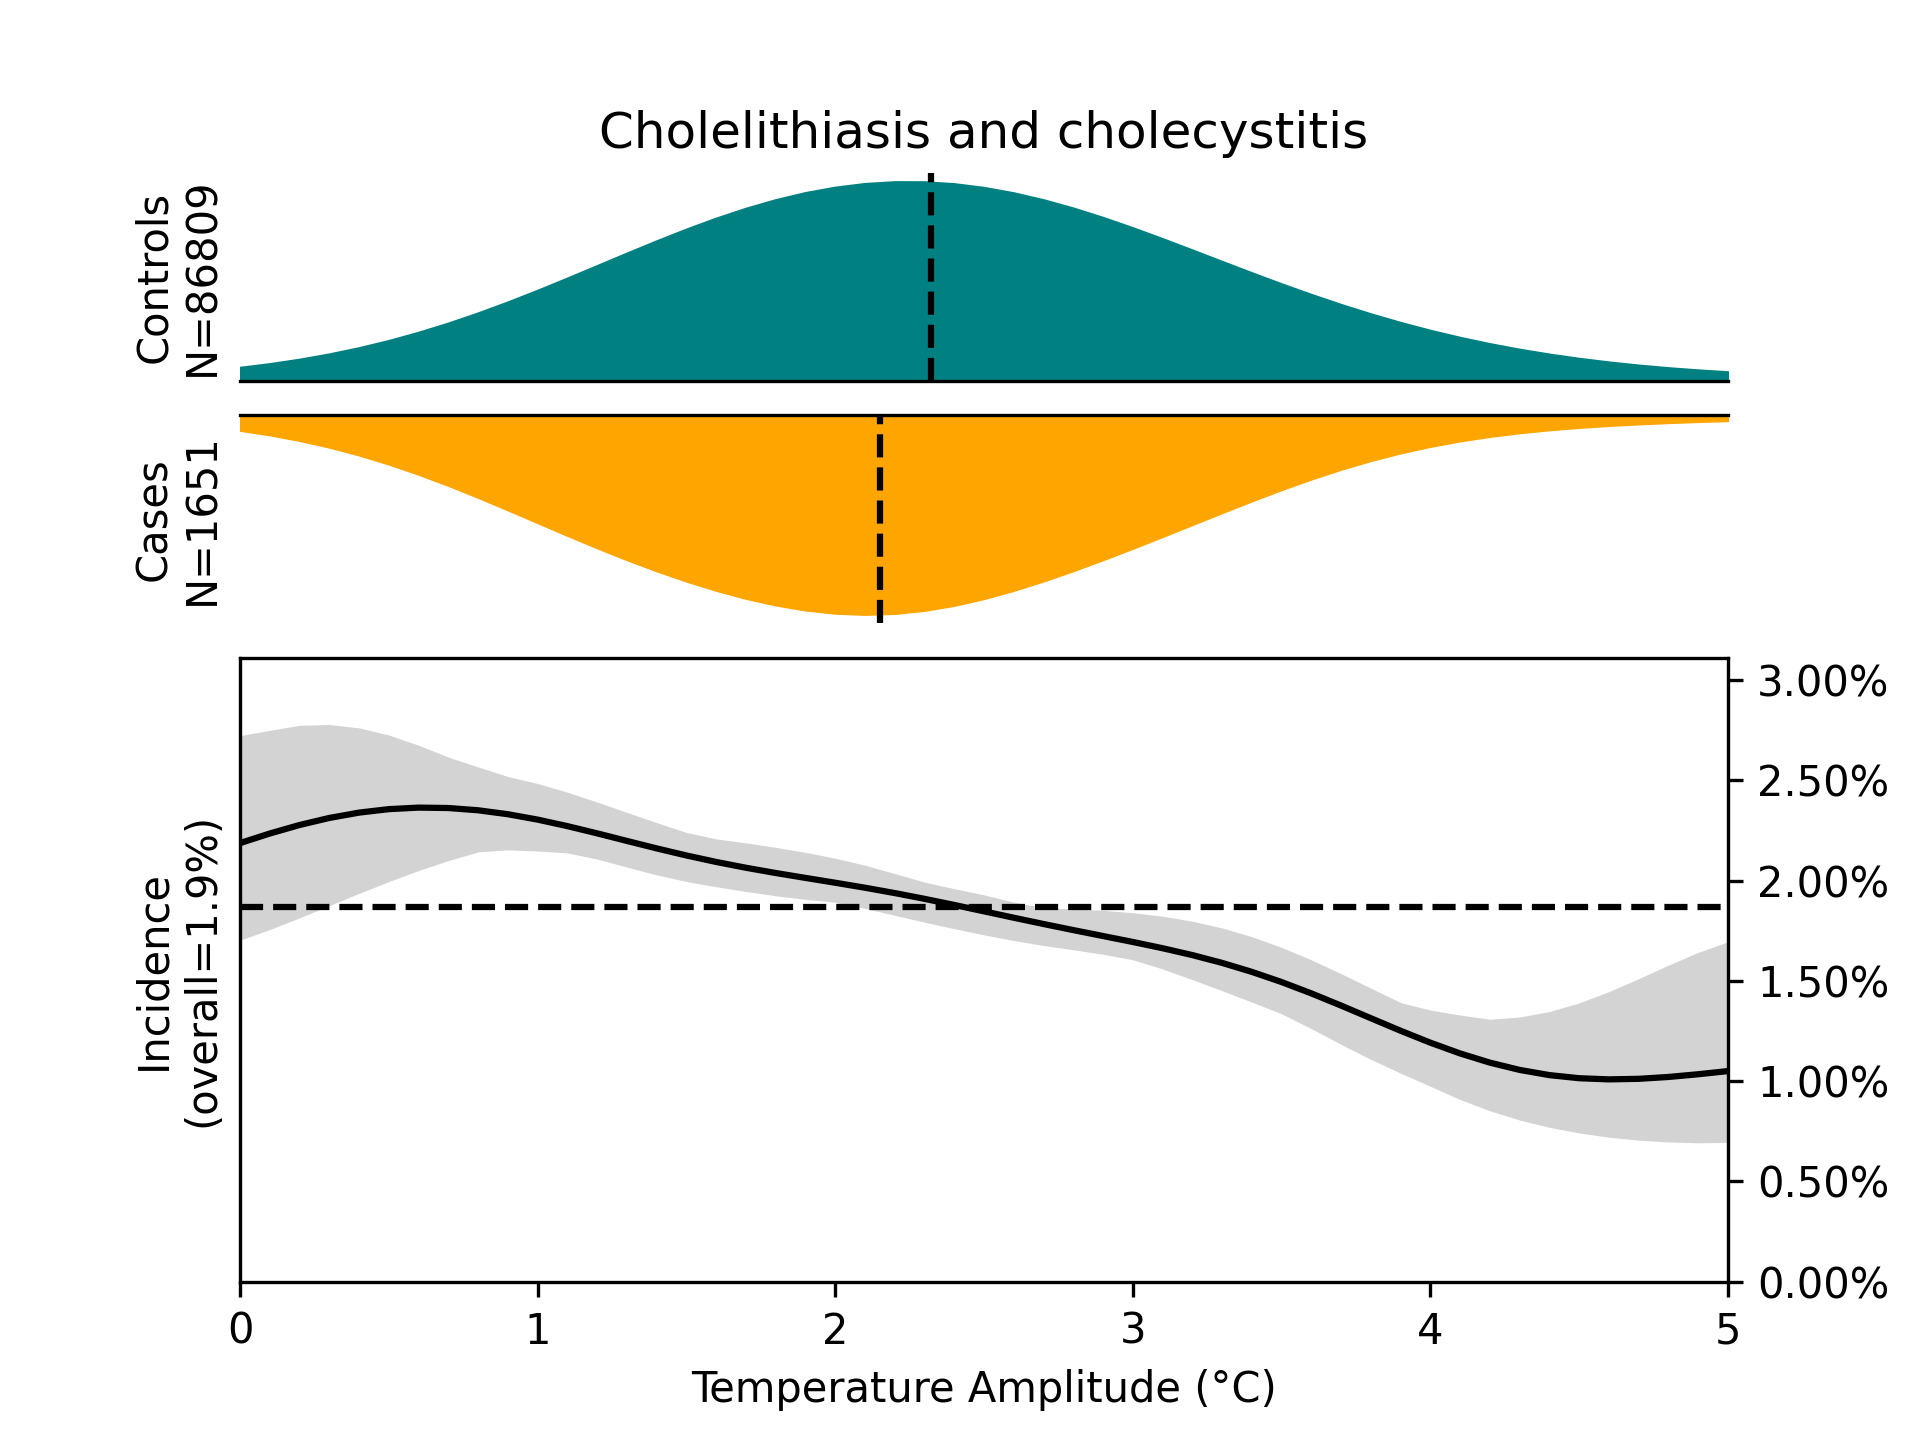 Cholelithiasis and cholecystitis
Controls
N=86809
Cases
N=1651
Incidence
(overall=1.9%)
3.00%
2.50%
2.00%
1.50%
1.00%
0.50%
0.00%
0 1 2 3 4 5
Temperature Amplitude (°C)